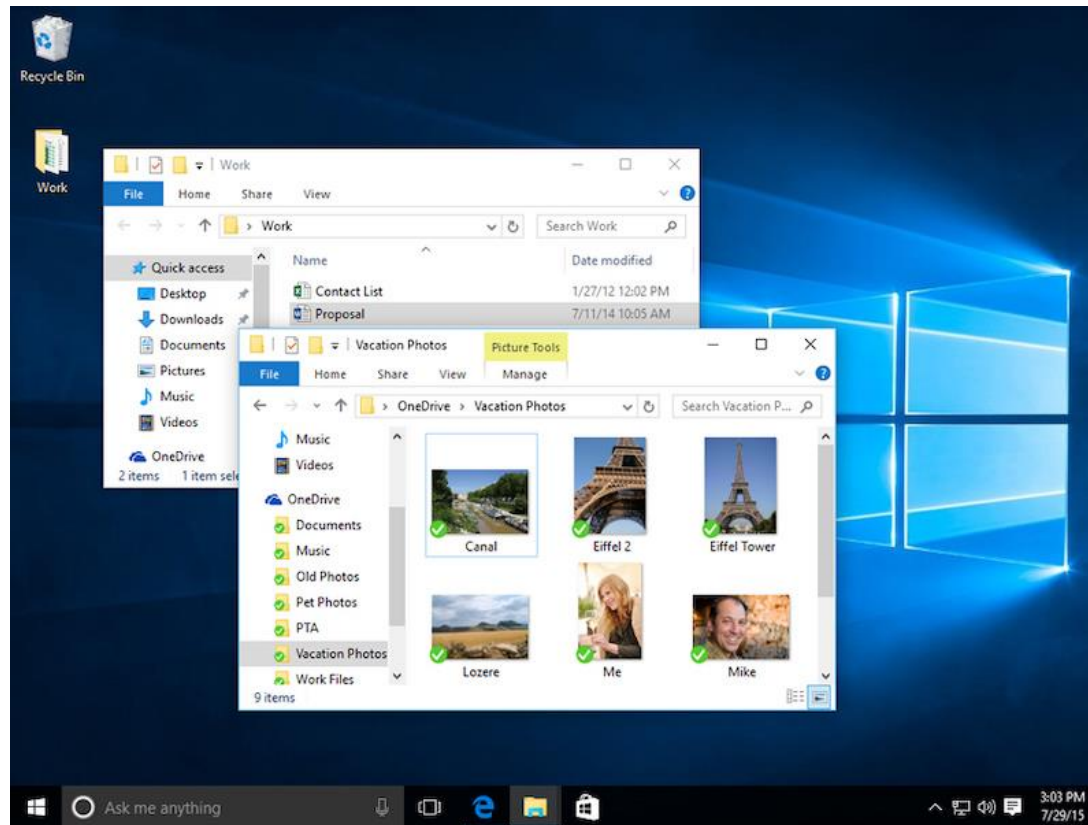 Recycle Bin
Work
Work
File Home Share View
Work
Search Work
Quick access
Desktop
Downloads
Documents
Pictures
Music
Videos
OneDrive
Name Date modified
Contact List 1/27/12 12:02 PM
Proposal 7/11/14 10:05 AM
2 items 1 item sele
Vacation Photos Picture Tools
File Home Share View Manage
OneDrive Vacation Photos
Search Vacation P...
Music
Videos
OneDrive
Documents
Music
Old Photos
Pet Photos
PTA
Vacation Photos
Work Files
Canal Eiffel 2 Eiffel Tower
Lozere Me Mike
9 items
Ask me anything
3:03 PM
7/29/15